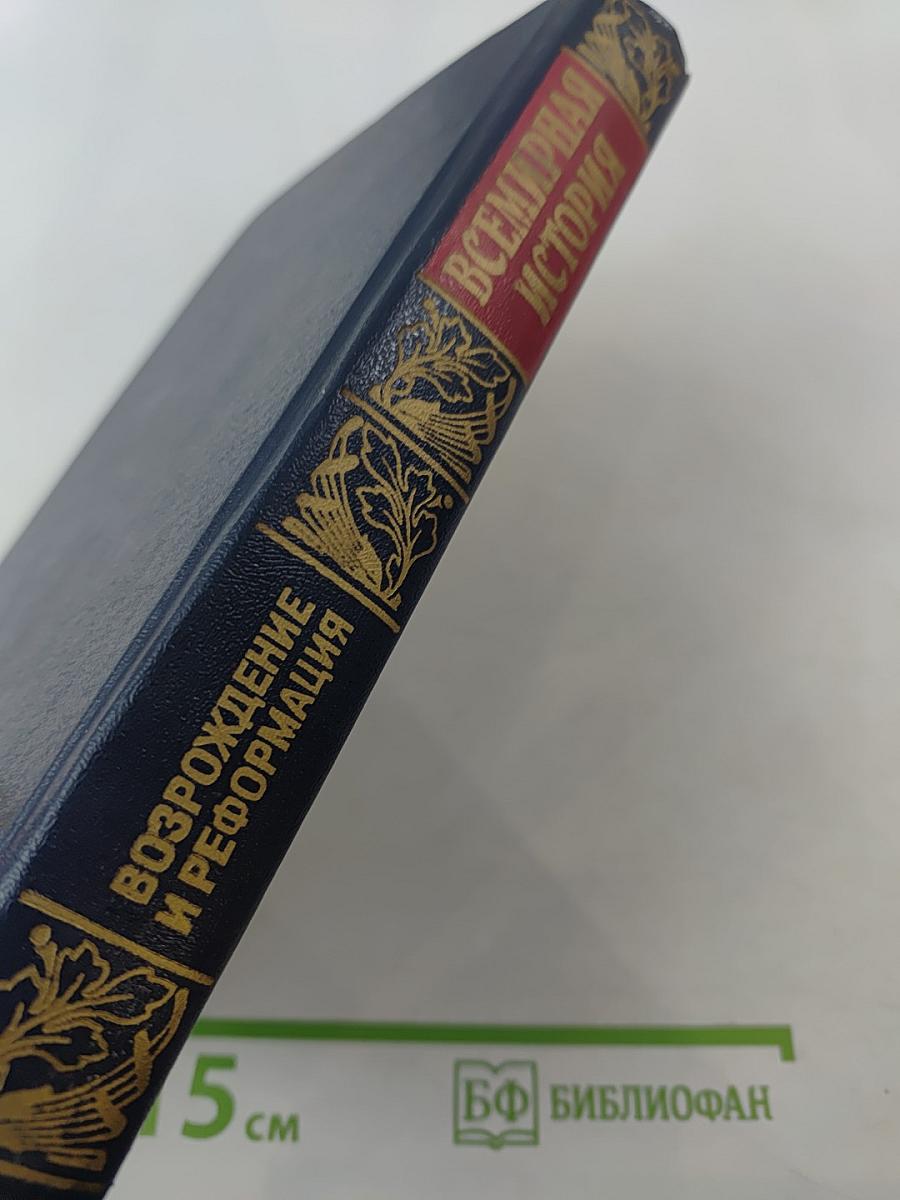 ВСЕМИРНАЯ
ИСТОРИЯ
ВОЗРОЖДЕНИЕ
И РЕФОРМАЦИЯ
15 см
БФ БИБЛИОФАН